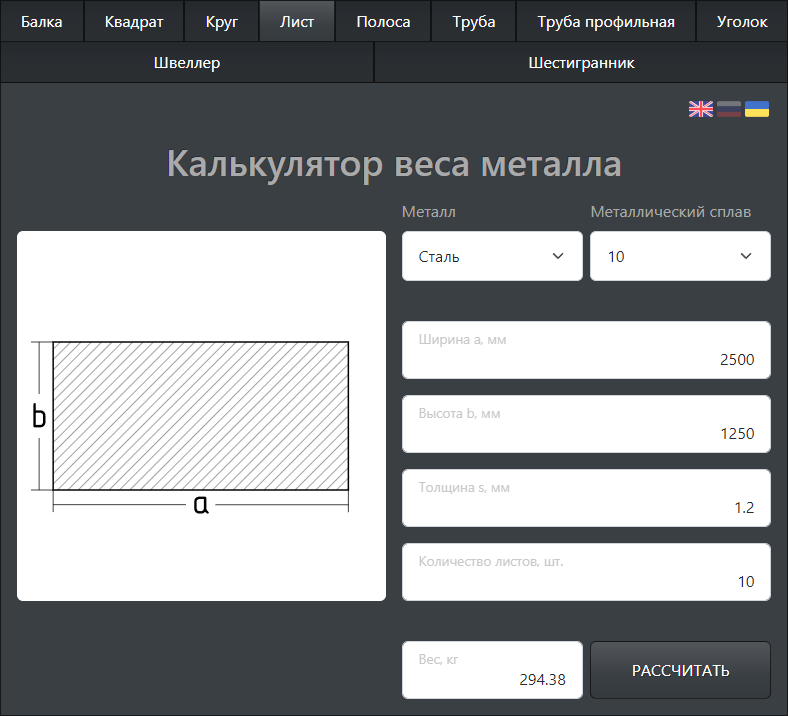 Балка Квадрат Круг Лист Полоса Труба Труба профильная Уголок
Швеллер Шестигранник
Калькулятор веса металла
Металл Металлический сплав
Сталь 10
Ширина a, мм
2500
Высота b, мм
1250
Толщина s, мм
1.2
Количество листов, шт.
10
b
a
Вес, кг
294.38
РАССЧИТАТЬ